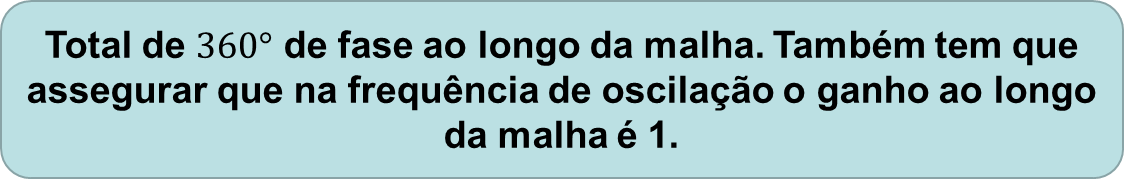 Total de 360° de fase ao longo da malha. Também tem que
assegurar que na frequência de oscilação o ganho ao longo
da malha é 1.